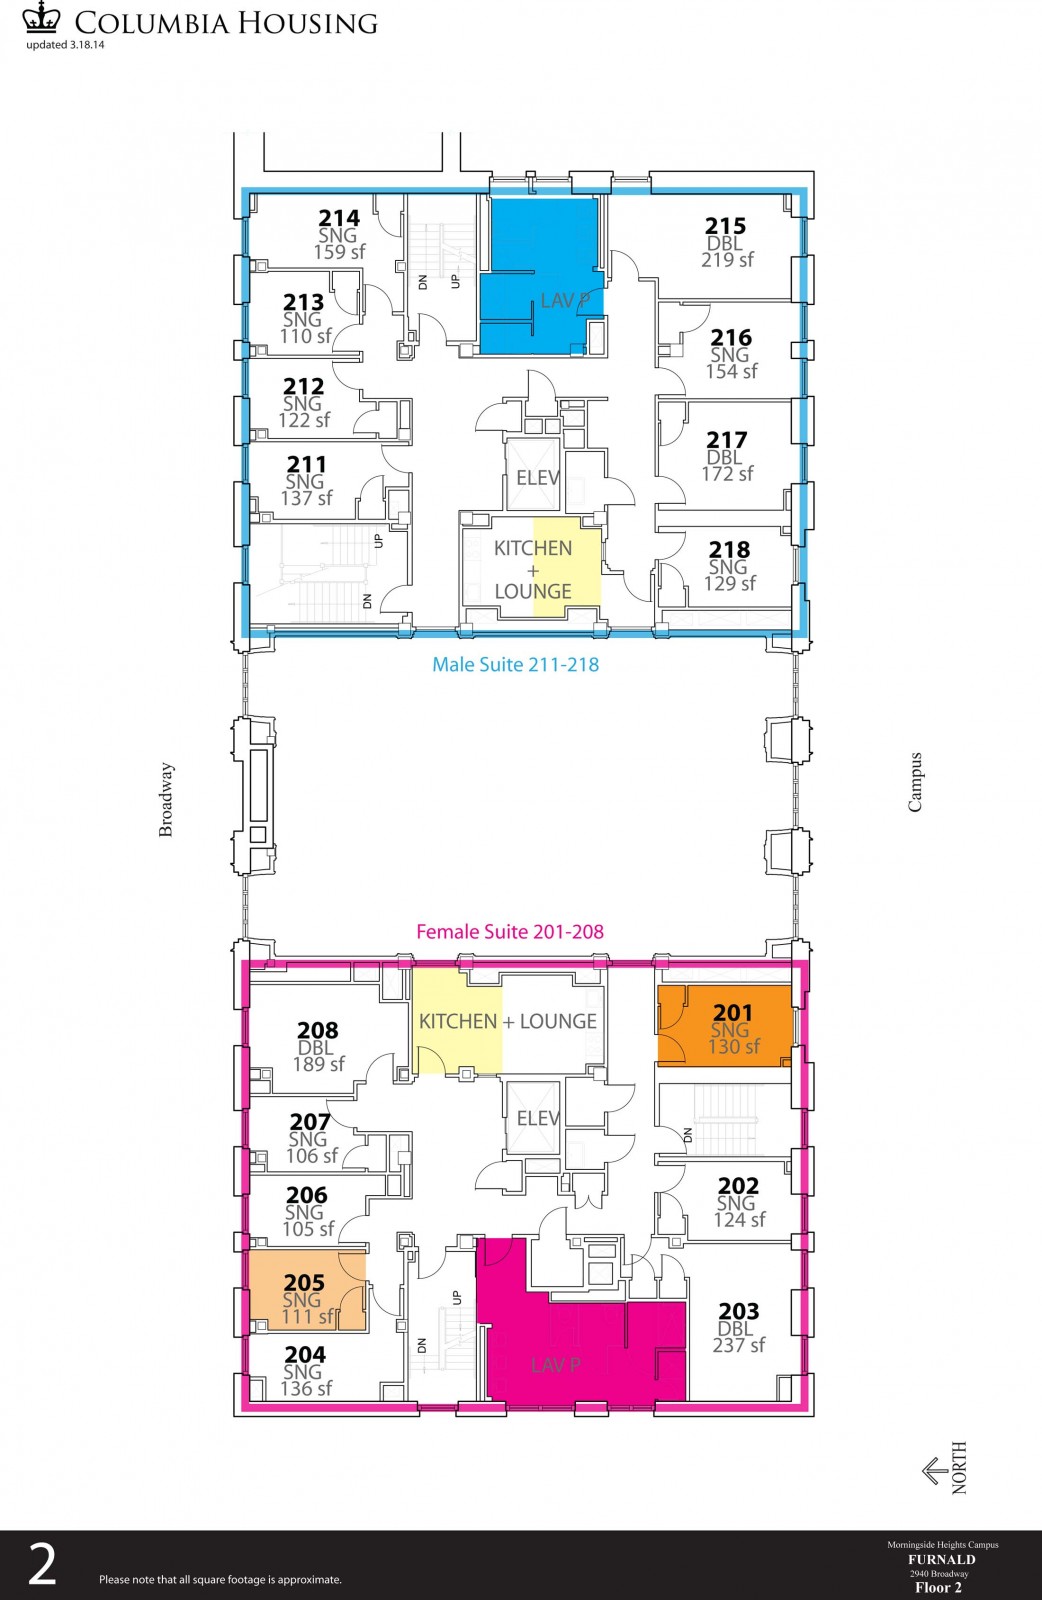 COLUMBIA HOUSING
updated 3.18.14
214
SNG
159 sf
DN
UP
LAV P
215
DBL
219 sf
213
SNG
110 sf
216
SNG
154 sf
212
SNG
122 sf
217
DBL
172 sf
211
SNG
137 sf
ELEV
UP
DN
KITCHEN
+
LOUNGE
218
SNG
129 sf
Male Suite 211-218
Broadway
Campus
Female Suite 201-208
208
DBL
189 sf
KITCHEN + LOUNGE
201
SNG
130 sf
207
SNG
106 sf
ELEV
DN
206
SNG
105 sf
202
SNG
124 sf
205
SNG
111 sf
UP
DN
203
DBL
237 sf
204
SNG
136 sf
LAV P
NORTH
2
Please note that all square footage is approximate.
Morningside Heights Campus
FURNALD
2940 Broadway
Floor 2